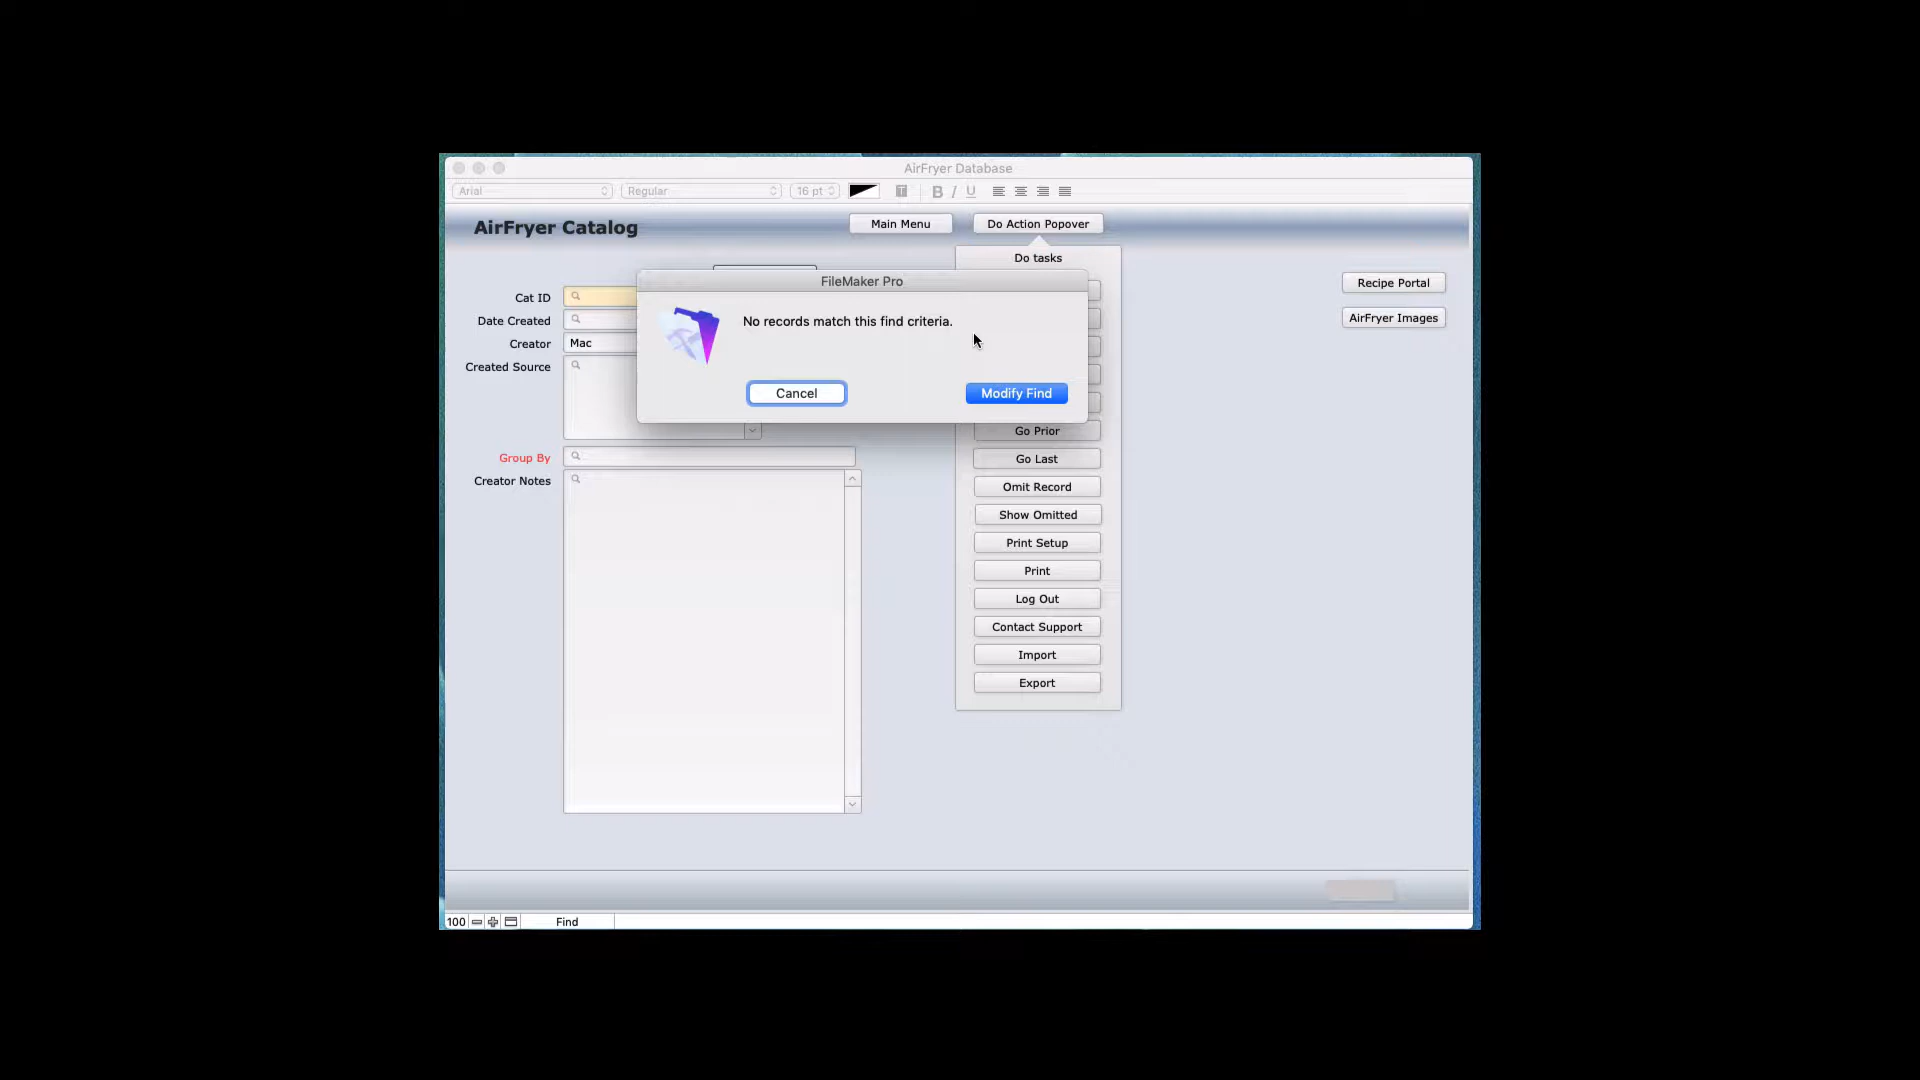 AirFryer Database
Arial
Regular
16 pt
B I U
AirFryer Catalog
Main Menu
Do Action Popover
Do tasks
Recipe Portal
AirFryer Images
Cat ID
Date Created
Creator
Mac
Created Source
Group By
Creator Notes
FileMaker Pro
No records match this find criteria.
Cancel
Modify Find
Go Prior
Go Last
Omit Record
Show Omitted
Print Setup
Print
Log Out
Contact Support
Import
Export
100
Find